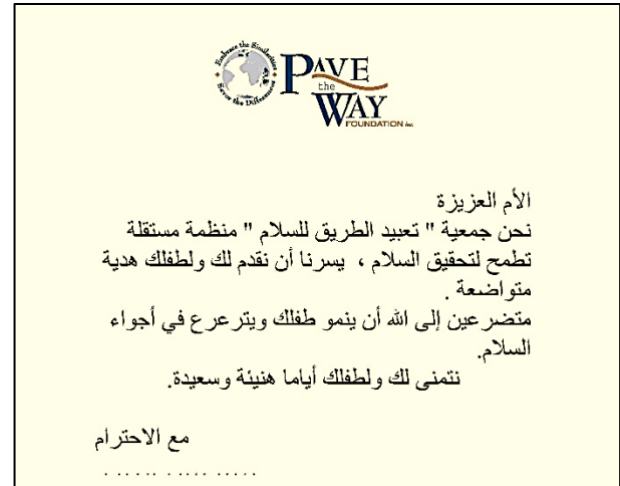 Embrace the Similarities
Savor the Differences
PAVE
the
WAY
FOUNDATION Inc.
الأم العزيزة
نحن جمعية " تعبيد الطريق للسلام " منظمة مستقلة
تطمح لتحقيق السلام ، يسرنا أن نقدم لك ولطفلك هدية
متواضعة .
متضرعين إلى الله أن ينمو طفلك ويترعرع في أجواء
السلام.
نتمنى لك ولطفلك أياما هنيئة وسعيدة.
مع الاحترام